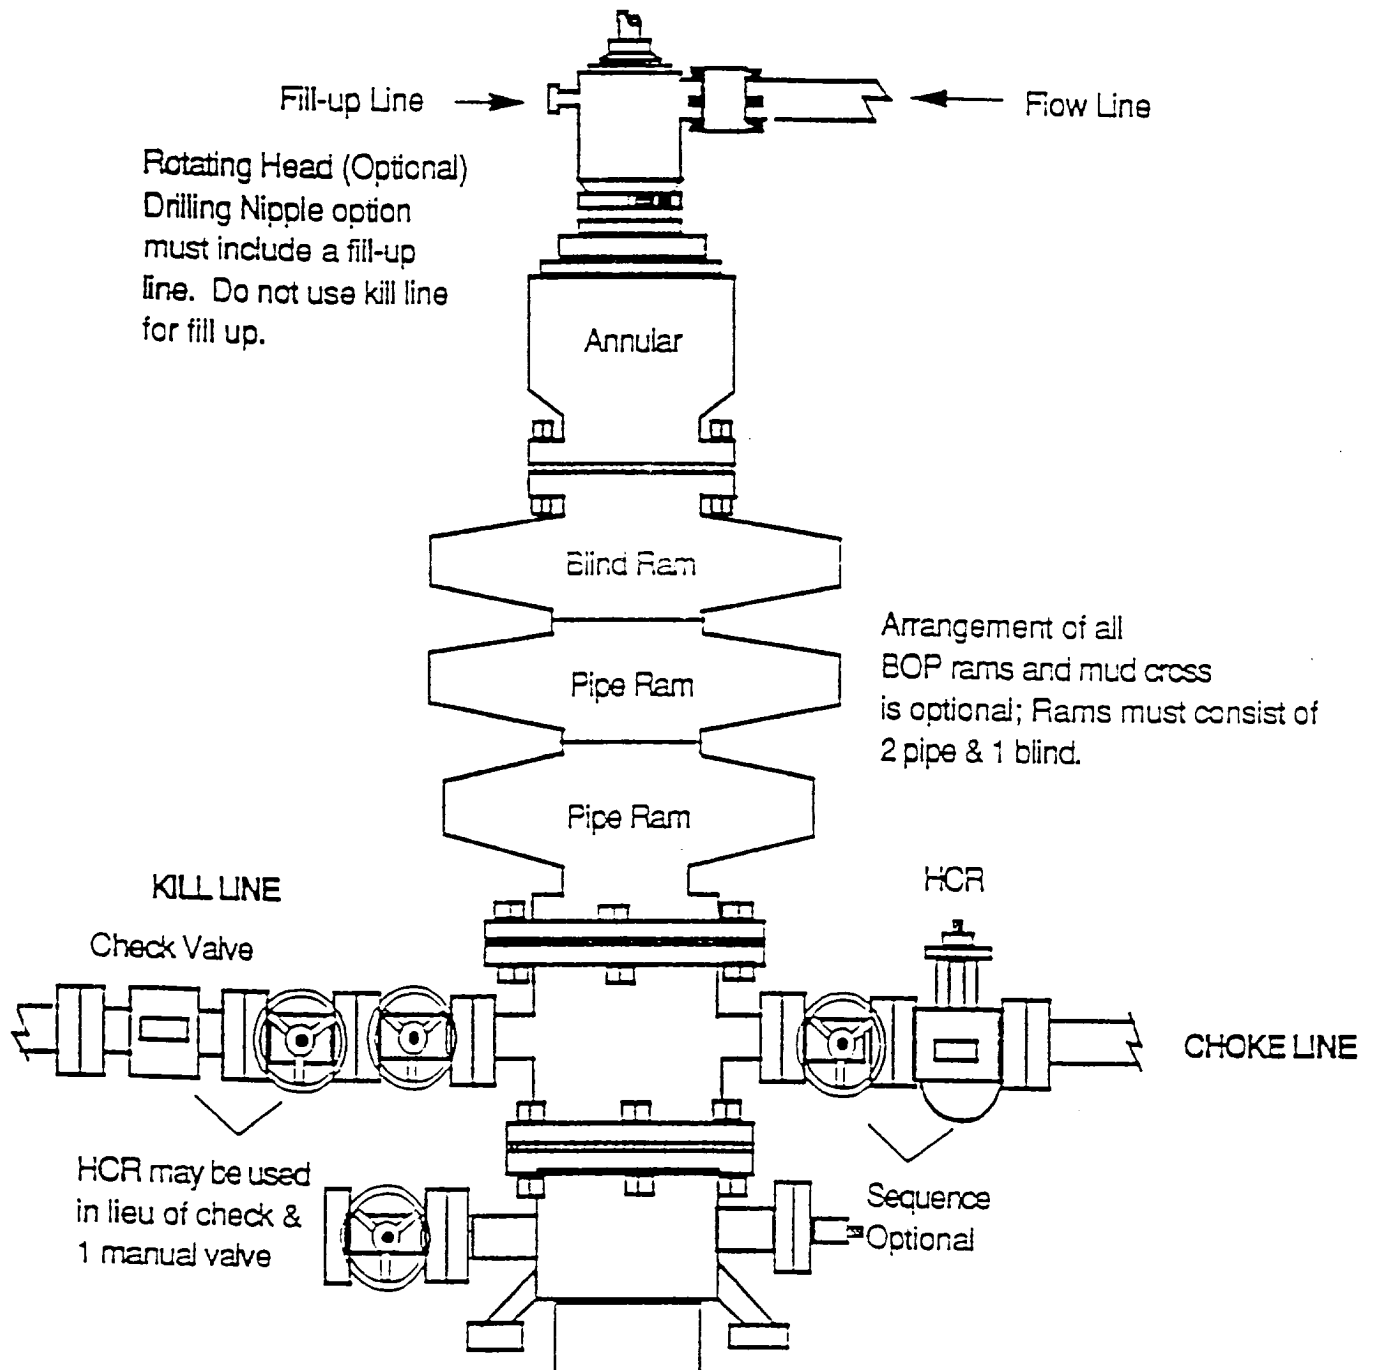 Fill-up Line
Flow Line
Rotating Head (Optional)
Drilling Nipple option
must include a fill-up
line. Do not use kill line
for fill up.
Annular
Blind Ram
Arrangement of all
BOP rams and mud cross
is optional; Rams must consist of
2 pipe & 1 blind.
Pipe Ram
Pipe Ram
KILL LINE
HCR
Check Valve
CHOKE LINE
HCR may be used
in lieu of check &
1 manual valve
Sequence
Optional